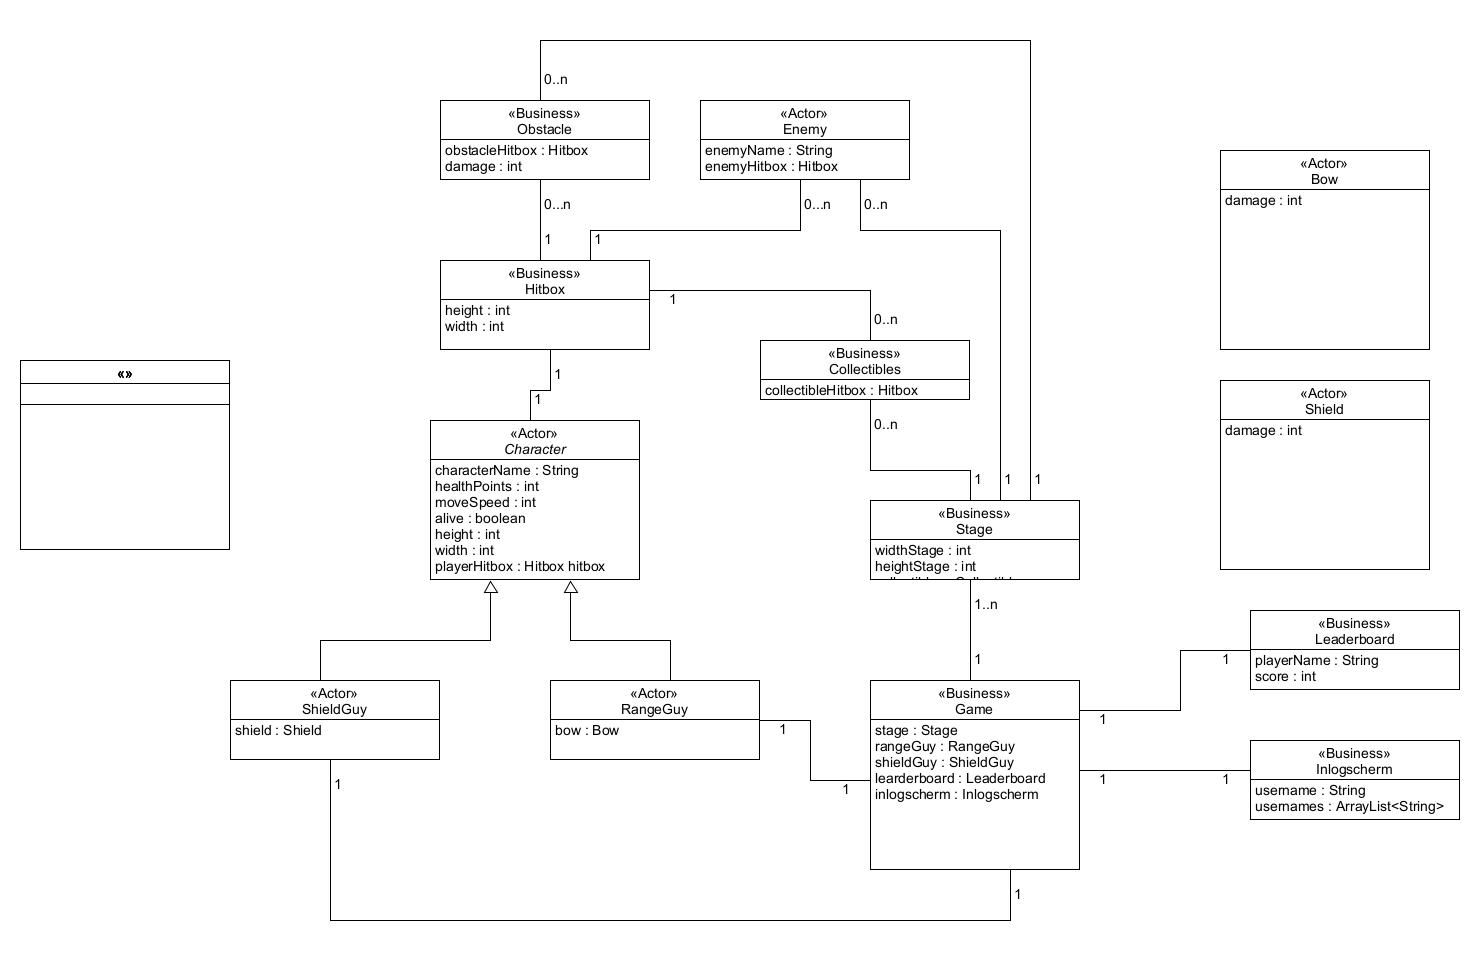 0..n
«Business»
Obstacle
obstacleHitbox : Hitbox
damage : int
«Actor»
Enemy
enemyName : String
enemyHitbox : Hitbox
«Actor»
Bow
damage : int
0...n
0...n
0..n
1
1
«Business»
Hitbox
height : int
width : int
1
0..n
«Business»
Collectibles
collectibleHitbox : Hitbox
0..n
«»
1
1
«Actor»
Shield
damage : int
«Actor»
Character
characterName : String
healthPoints : int
moveSpeed : int
alive : boolean
height : int
width : int
playerHitbox : Hitbox hitbox
1
1
1
«Business»
Stage
widthStage : int
heightStage : int
1..n
1
«Business»
Leaderboard
playerName : String
score : int
1
1
«Actor»
ShieldGuy
shield : Shield
1
«Actor»
RangeGuy
bow : Bow
1
1
«Business»
Game
stage : Stage
rangeGuy : RangeGuy
shieldGuy : ShieldGuy
learderboard : Leaderboard
inlogscherm : Inlogscherm
1
1
1
«Business»
Inlogscherm
username : String
usernames : ArrayList<String>